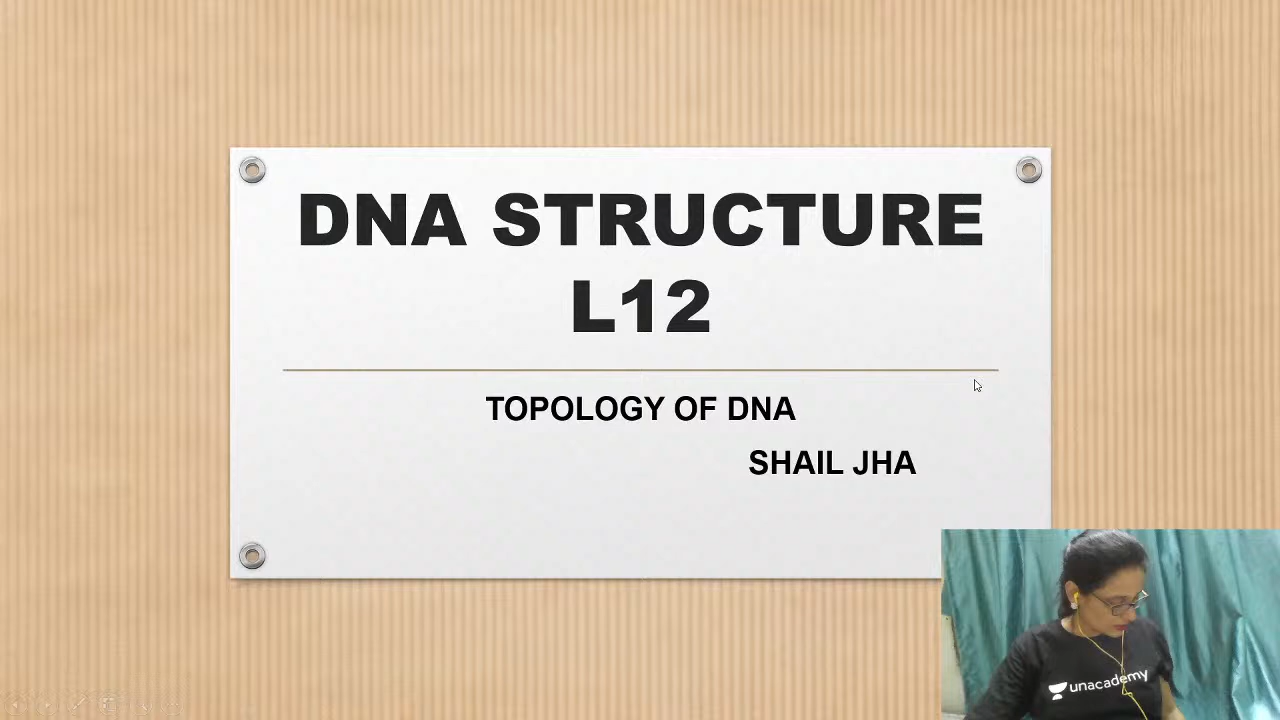 DNA STRUCTURE
L12
TOPOLOGY OF DNA
SHAIL JHA
unacademy